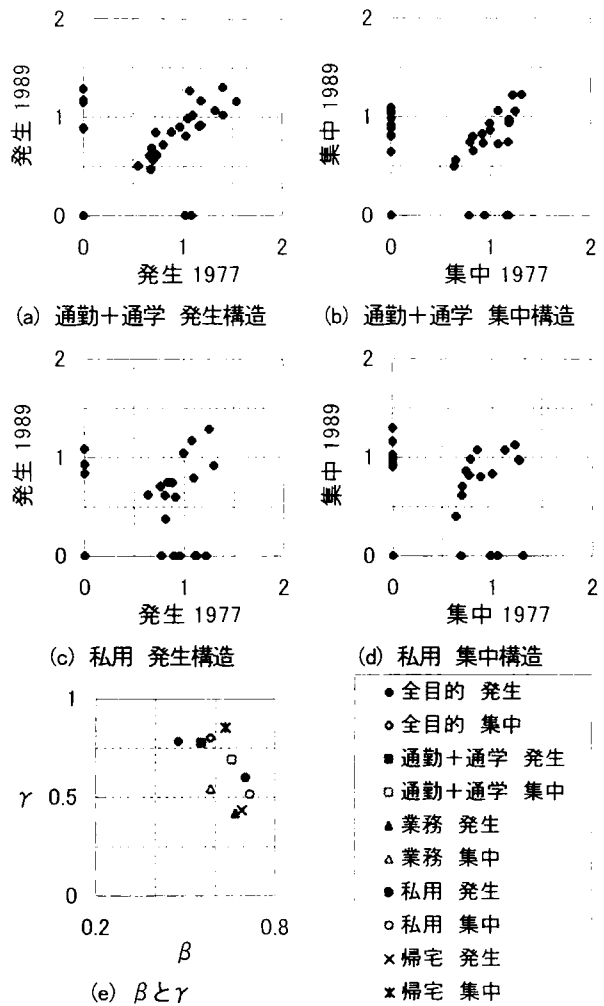 2
1
0
発生 1989
0 1 2
発生 1977
(a) 通勤+通学 発生構造
2
1
0
集中 1989
0 1 2
集中 1977
(b) 通勤+通学 集中構造
2
1
0
発生 1989
0 1 2
発生 1977
(c) 私用 発生構造
2
1
0
集中 1989
0 1 2
集中 1977
(d) 私用 集中構造
1
γ 0.5
0
0.2 0.8
β
(e) βとγ
全目的 発生
全目的 集中
通勤+通学 発生
通勤+通学 集中
業務 発生
業務 集中
私用 発生
私用 集中
帰宅 発生
帰宅 集中